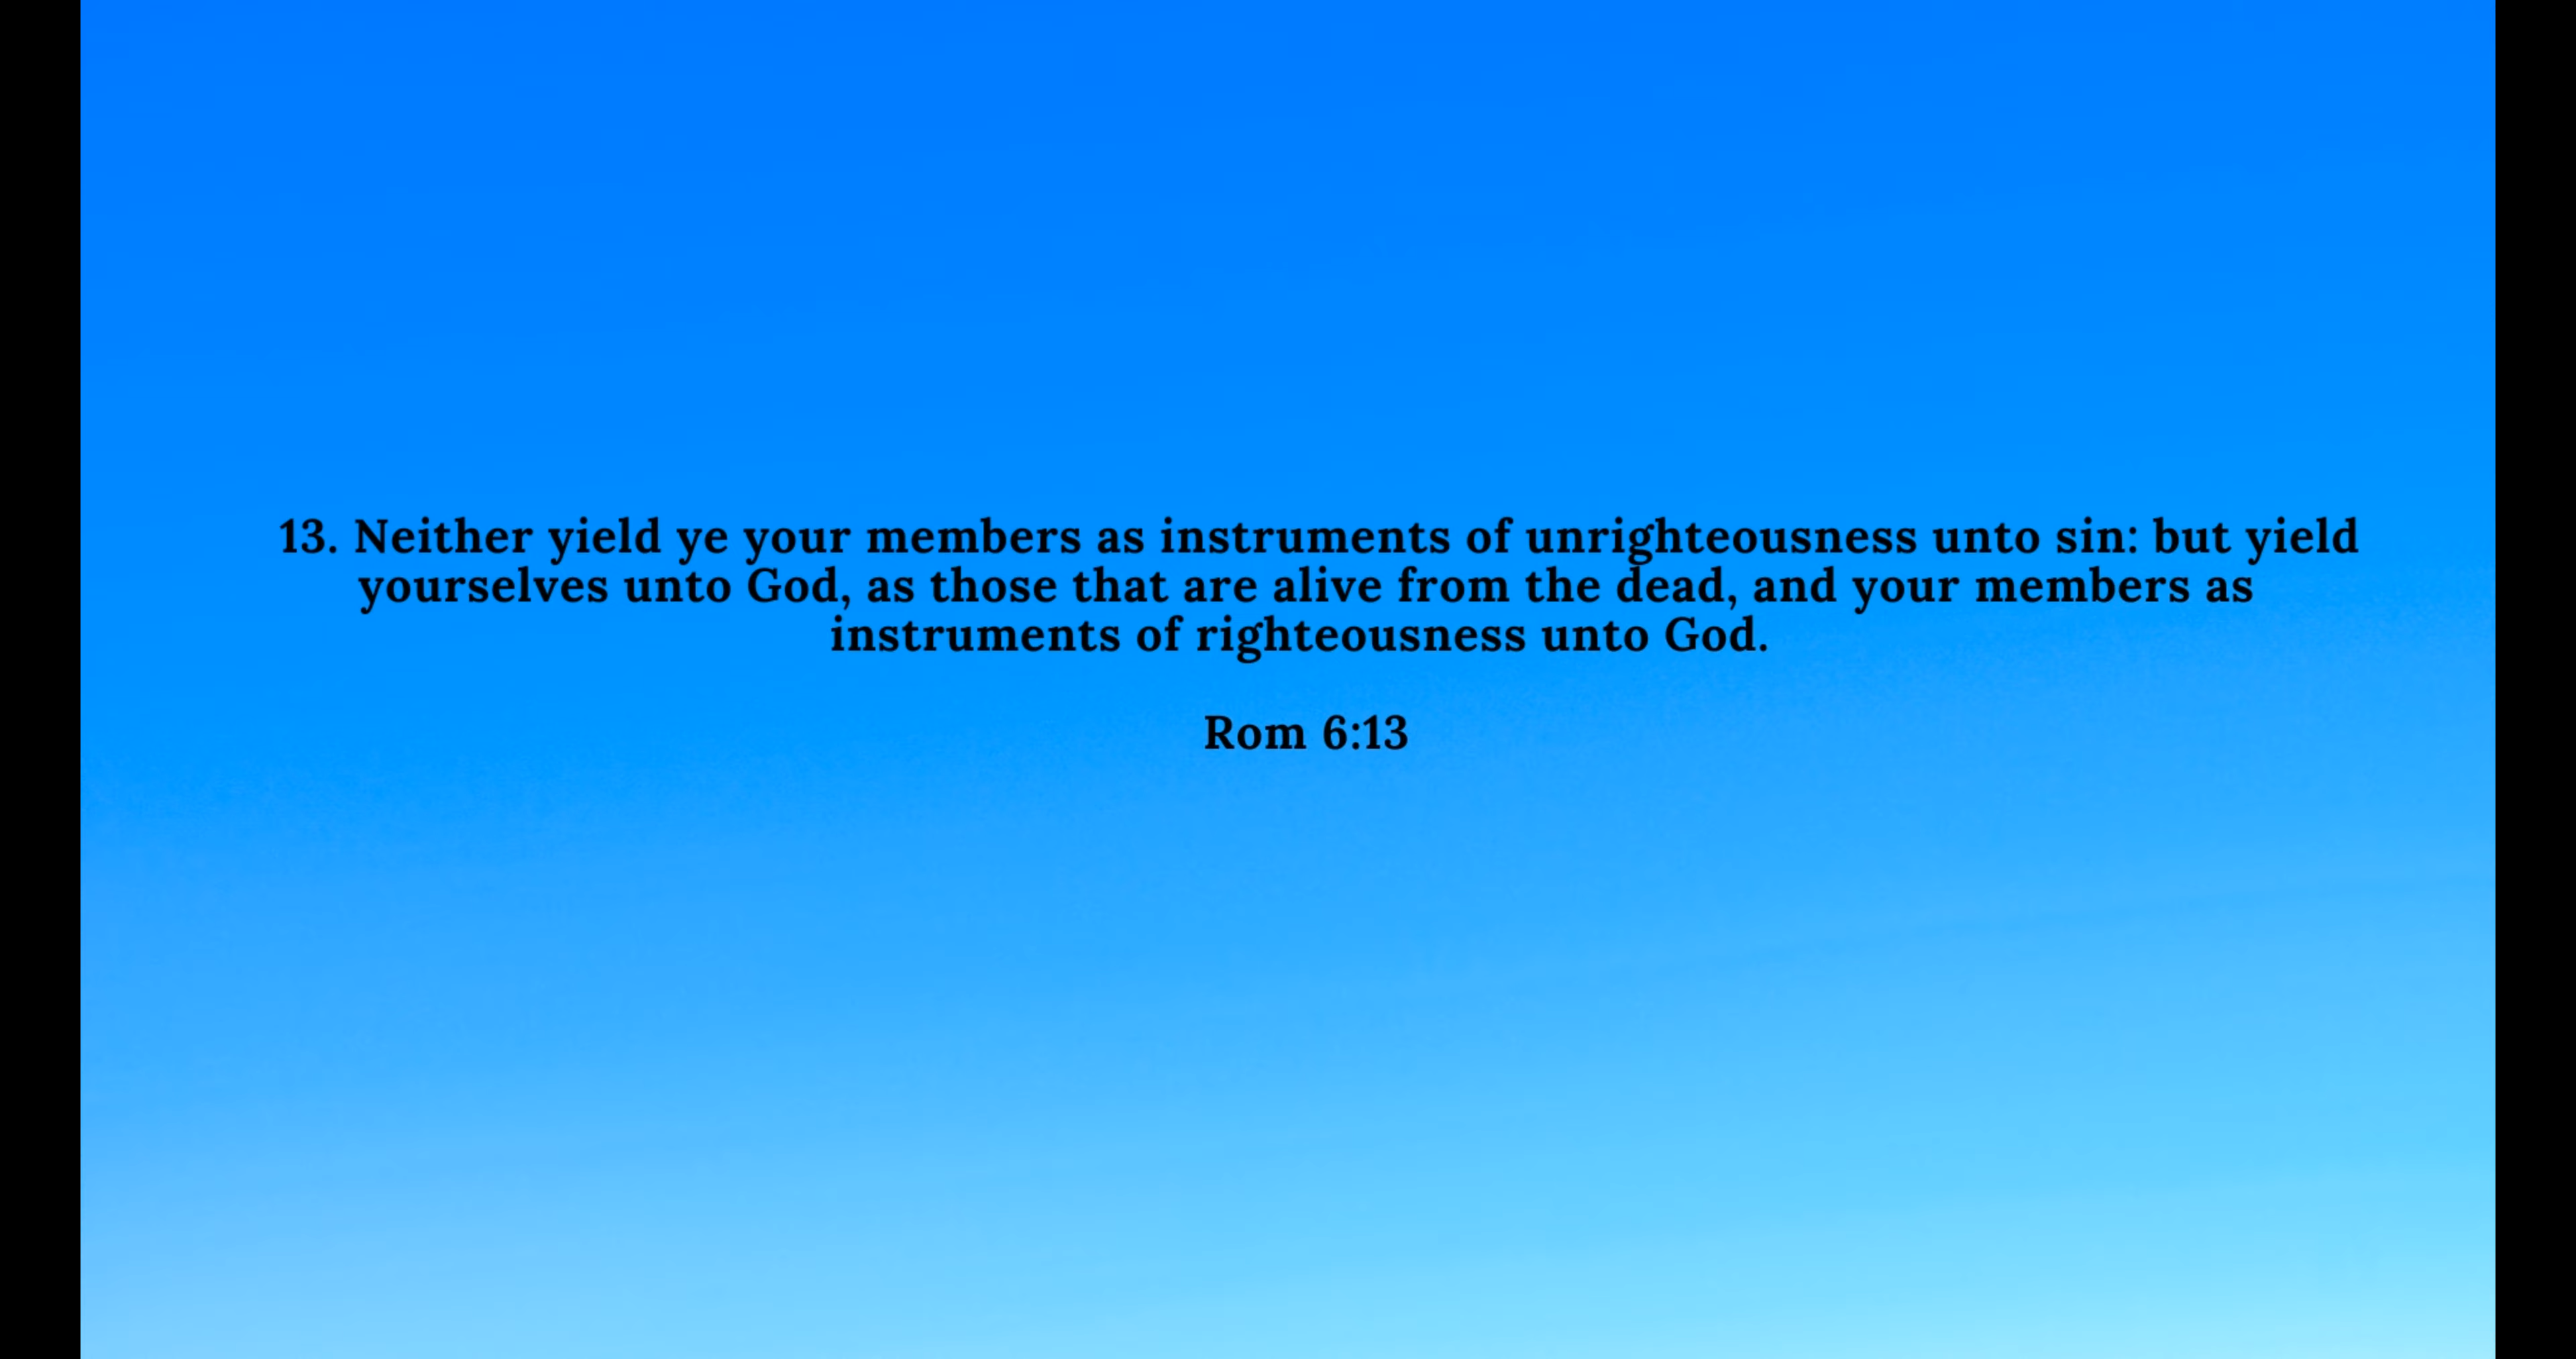 13. Neither yield ye your members as instruments of unrighteousness unto sin: but yield
yourselves unto God, as those that are alive from the dead, and your members as
instruments of righteousness unto God.
Rom 6:13